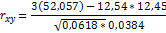 r_xy = 3(52,057) − 12,54 * 12,45 / √0,0618 * 0,0384